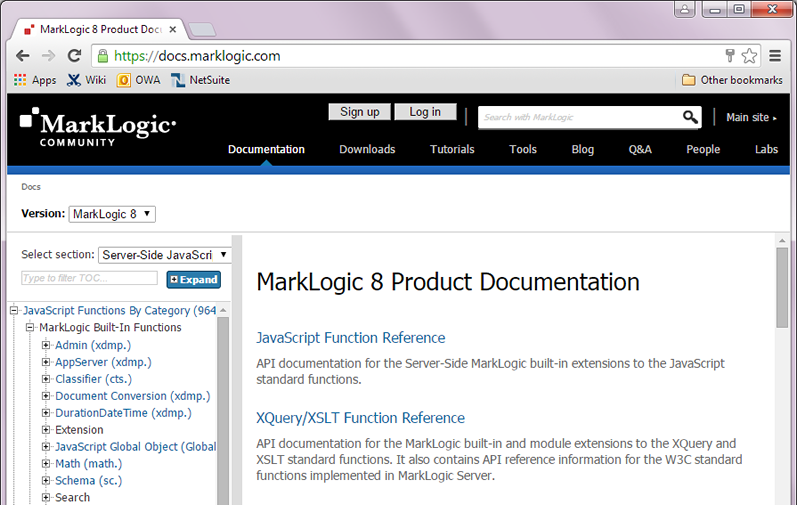 MarkLogic 8 Product Docu
https://docs.marklogic.com
Apps Wiki OWA NetSuite Other bookmarks
MarkLogic
COMMUNITY
Sign up Log in Search with MarkLogic Main site
Documentation Downloads Tutorials Tools Blog Q&A People Labs
Docs
Version: MarkLogic 8
Select section: Server-Side JavaScri
Type to filter TOC... Expand
JavaScript Functions By Category (964
MarkLogic Built-In Functions
Admin (xdmp.)
AppServer (xdmp.)
Classifier (cts.)
Document Conversion (xdmp.)
DurationDateTime (xdmp.)
Extension
JavaScript Global Object (Global
Math (math.)
Schema (sc.)
Search
MarkLogic 8 Product Documentation
JavaScript Function Reference
API documentation for the Server-Side MarkLogic built-in extensions to the JavaScript
standard functions.
XQuery/XSLT Function Reference
API documentation for the MarkLogic built-in and module extensions to the XQuery and
XSLT standard functions. It also contains API reference information for the W3C standard
functions implemented in MarkLogic Server.